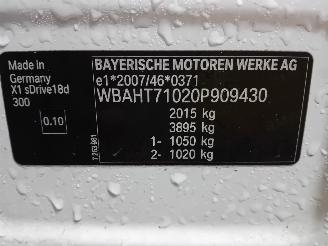 Made in
Germany
X1 sDrive18d
300
0.10
BAYERISCHE MOTOREN WERKE AG
e1*2007/46*0371
WBAHT71020P909430
2015 kg
3895 kg
1- 1050 kg
2- 1020 kg